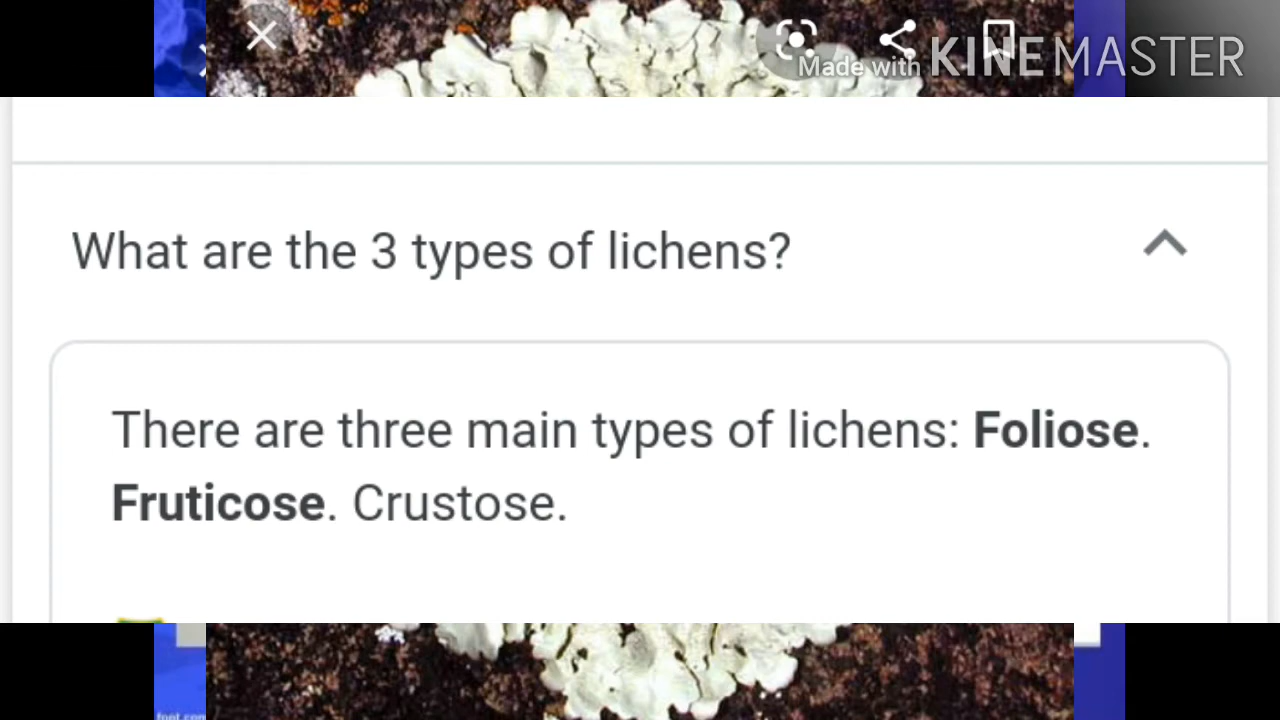 Made with KINEMASTER
What are the 3 types of lichens?
There are three main types of lichens: Foliose.
Fruticose. Crustose.